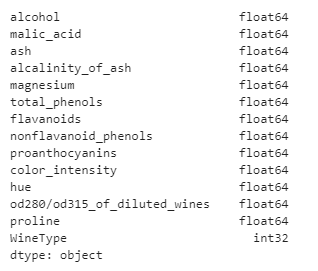 alcohol float64
malic_acid float64
ash float64
alcalinity_of_ash float64
magnesium float64
total_phenols float64
flavanoids float64
nonflavanoid_phenols float64
proanthocyanins float64
color_intensity float64
hue float64
od280/od315_of_diluted_wines float64
proline float64
WineType int32
dtype: object